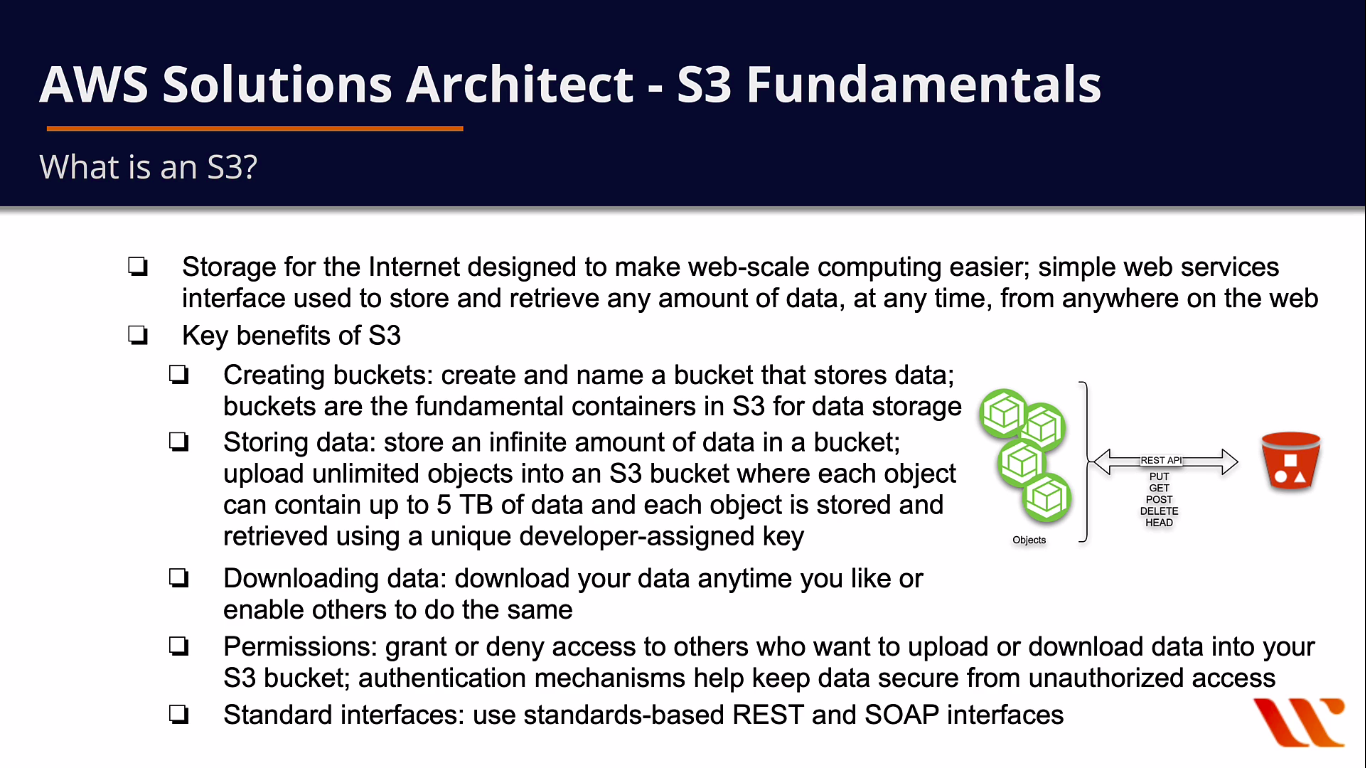 AWS Solutions Architect - S3 Fundamentals
What is an S3?
❏ Storage for the Internet designed to make web-scale computing easier; simple web services
interface used to store and retrieve any amount of data, at any time, from anywhere on the web
❏ Key benefits of S3
❏ Creating buckets: create and name a bucket that stores data;
buckets are the fundamental containers in S3 for data storage
❏ Storing data: store an infinite amount of data in a bucket;
upload unlimited objects into an S3 bucket where each object
can contain up to 5 TB of data and each object is stored and
retrieved using a unique developer-assigned key
❏ Downloading data: download your data anytime you like or
enable others to do the same
❏ Permissions: grant or deny access to others who want to upload or download data into your
S3 bucket; authentication mechanisms help keep data secure from unauthorized access
❏ Standard interfaces: use standards-based REST and SOAP interfaces
Objects
REST API
PUT
GET
POST
DELETE
HEAD